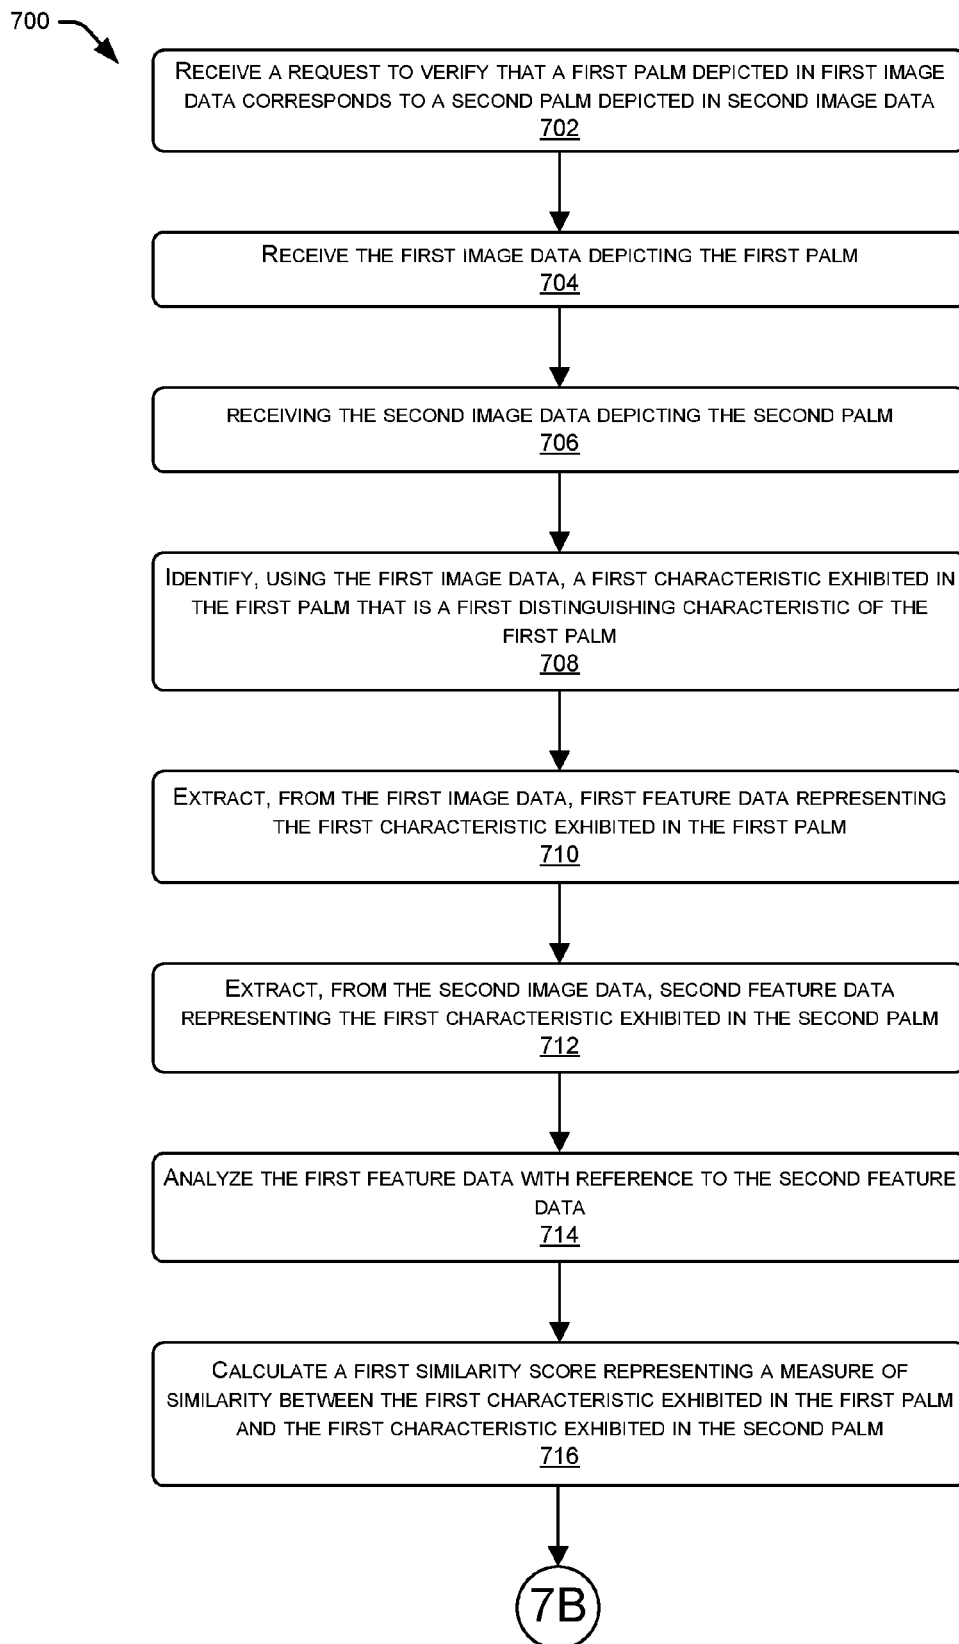 700
RECEIVE A REQUEST TO VERIFY THAT A FIRST PALM DEPICTED IN FIRST IMAGE
DATA CORRESPONDS TO A SECOND PALM DEPICTED IN SECOND IMAGE DATA
702
RECEIVE THE FIRST IMAGE DATA DEPICTING THE FIRST PALM
704
RECEIVING THE SECOND IMAGE DATA DEPICTING THE SECOND PALM
706
IDENTIFY, USING THE FIRST IMAGE DATA, A FIRST CHARACTERISTIC EXHIBITED IN
THE FIRST PALM THAT IS A FIRST DISTINGUISHING CHARACTERISTIC OF THE
FIRST PALM
708
EXTRACT, FROM THE FIRST IMAGE DATA, FIRST FEATURE DATA REPRESENTING
THE FIRST CHARACTERISTIC EXHIBITED IN THE FIRST PALM
710
EXTRACT, FROM THE SECOND IMAGE DATA, SECOND FEATURE DATA
REPRESENTING THE FIRST CHARACTERISTIC EXHIBITED IN THE SECOND PALM
712
ANALYZE THE FIRST FEATURE DATA WITH REFERENCE TO THE SECOND FEATURE
DATA
714
CALCULATE A FIRST SIMILARITY SCORE REPRESENTING A MEASURE OF
SIMILARITY BETWEEN THE FIRST CHARACTERISTIC EXHIBITED IN THE FIRST PALM
AND THE FIRST CHARACTERISTIC EXHIBITED IN THE SECOND PALM
716
7B